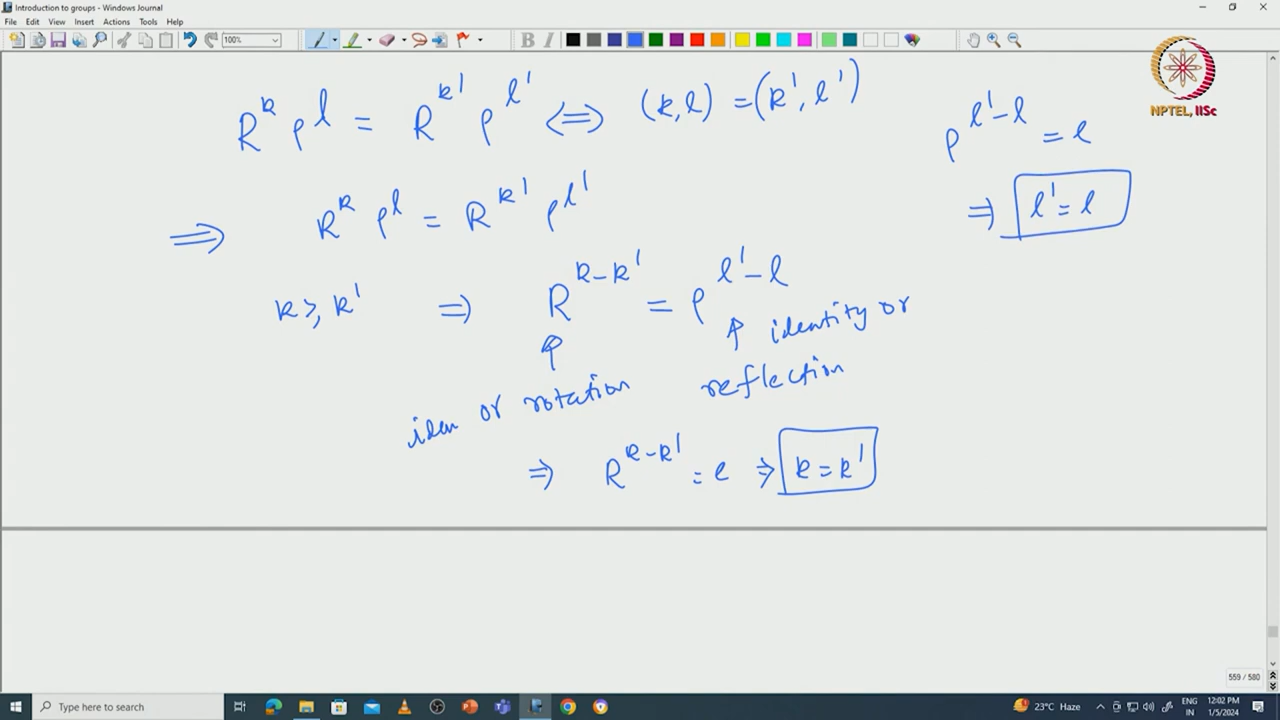 Introduction to groups - Windows Journal
File Edit View Insert Actions Tools Help
100%
NPTEL, IISc
R^k ρ^l = R^k' ρ^l' ⟺ (k, l) = (k', l')
ρ^l'-l = e
⇒ l' = l
⟹ R^k ρ^l = R^k' ρ^l'
k ≥ k' ⇒ R^k-k' = ρ^l'-l
↑ ↑ identity or
iden or rotation reflection
⇒ R^k-k' = e ⇒ k = k'
559 / 580
Type here to search
23°C Haze
ENG
IN
12:02 PM
1/5/2024